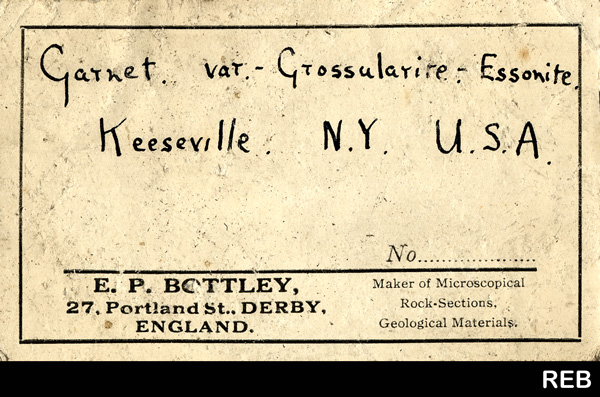 Garnet. var.- Grossularire.- Essonite.
Keeseville. N.Y. U.S.A.
No....................
E. P. BOTTLEY,
27, Portland St., DERBY,
ENGLAND.
Maker of Microscopical
Rock-Sections,
Geological Materials.
REB